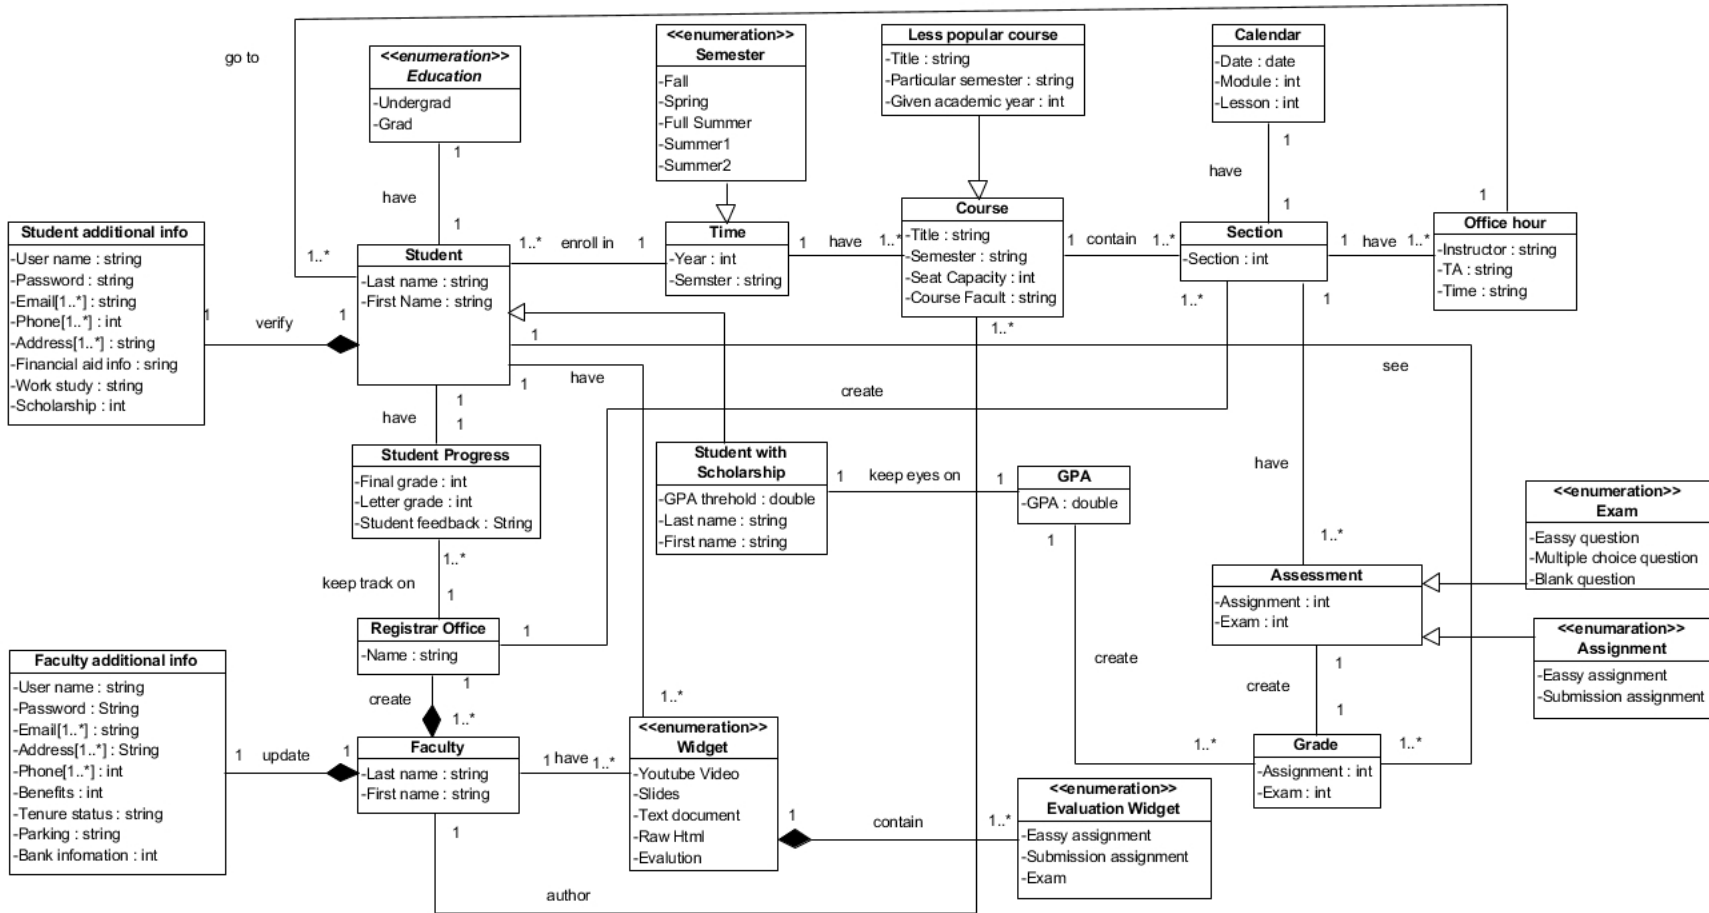 go to
<<enumeration>>
Education
-Undergrad
-Grad
1
have
1
<<enumeration>>
Semester
-Fall
-Spring
-Full Summer
-Summer1
-Summer2
Less popular course
-Title : string
-Particular semester : string
-Given academic year : int
Calendar
-Date : date
-Module : int
-Lesson : int
1
have
1
1
Student additional info
-User name : string
-Password : string
-Email[1..*] : string
-Phone[1..*] : int
-Address[1..*] : string
-Financial aid info : sring
-Work study : string
-Scholarship : int
1
verify
1
1..*
Student
-Last name : string
-First Name : string
1..*
enroll in
1
Time
-Year : int
-Semster : string
1
have
1..*
Course
-Title : string
-Semester : string
-Seat Capacity : int
-Course Facult : string
1
contain
1..*
Section
-Section : int
1
have
1..*
Office hour
-Instructor : string
-TA : string
-Time : string
1..*
1
1..*
1
have
1
see
create
1
have
1
Student Progress
-Final grade : int
-Letter grade : int
-Student feedback : String
Student with
Scholarship
-GPA threhold : double
-Last name : string
-First name : string
1
keep eyes on
1
GPA
-GPA : double
1
have
1..*
<<enumeration>>
Exam
-Eassy question
-Multiple choice question
-Blank question
1..*
keep track on
1
Assessment
-Assignment : int
-Exam : int
<<enumaration>>
Assignment
-Eassy assignment
-Submission assignment
Registrar Office
-Name : string
1
1
create
1..*
create
1
create
1
Faculty additional info
-User name : string
-Password : String
-Email[1..*] : string
-Address[1..*] : String
-Phone[1..*] : int
-Benefits : int
-Tenure status : string
-Parking : string
-Bank infomation : int
1
update
1
Faculty
-Last name : string
-First name : string
1
have
1..*
1..*
<<enumeration>>
Widget
-Youtube Video
-Slides
-Text document
-Raw Html
-Evalution
1..*
Grade
-Assignment : int
-Exam : int
1..*
1
contain
1..*
<<enumeration>>
Evaluation Widget
-Eassy assignment
-Submission assignment
-Exam
1
author